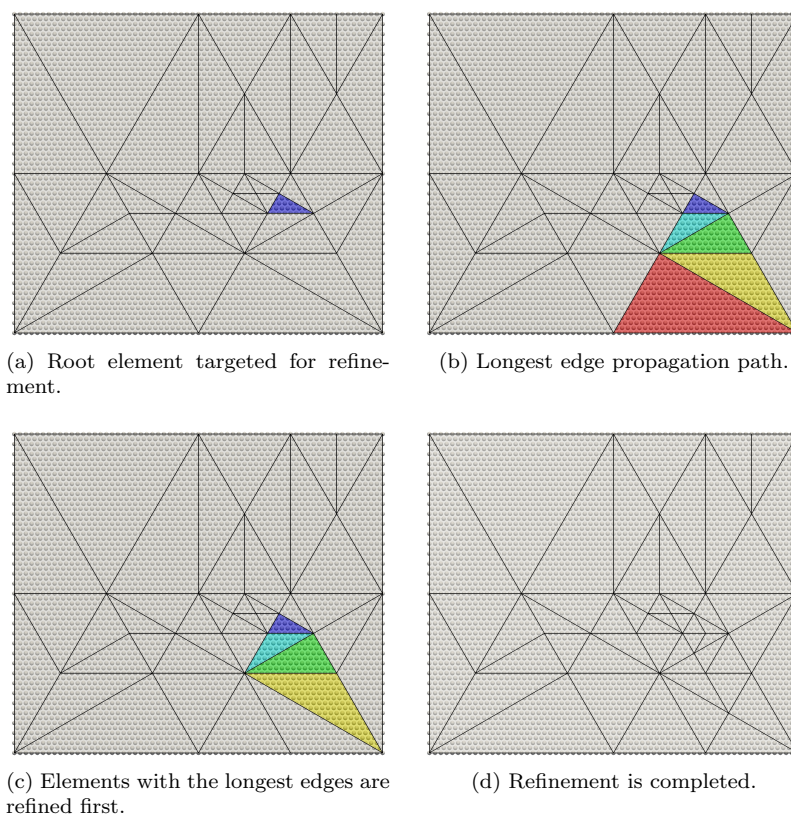 (a) Root element targeted for refine-
ment.
(b) Longest edge propagation path.
(c) Elements with the longest edges are
refined first.
(d) Refinement is completed.